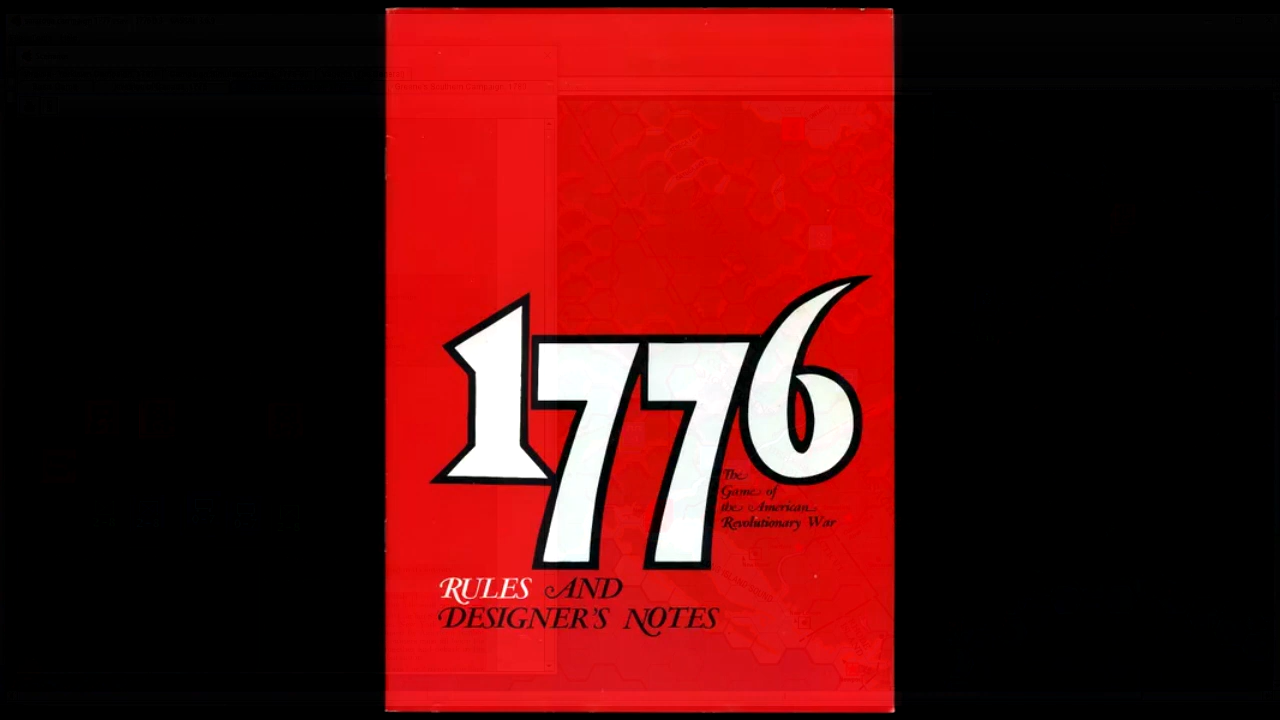 1776
The
Game of
the American
Revolutionary War
RULES AND
DESIGNER'S NOTES